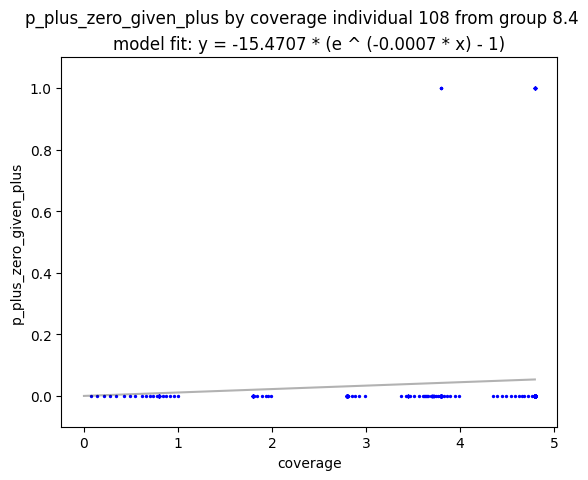 p_plus_zero_given_plus by coverage individual 108 from group 8.4
model fit: y = -15.4707 * (e ^ (-0.0007 * x) - 1)
1.0
0.8
0.6
0.4
0.2
0.0
p_plus_zero_given_plus
0 1 2 3 4 5
coverage